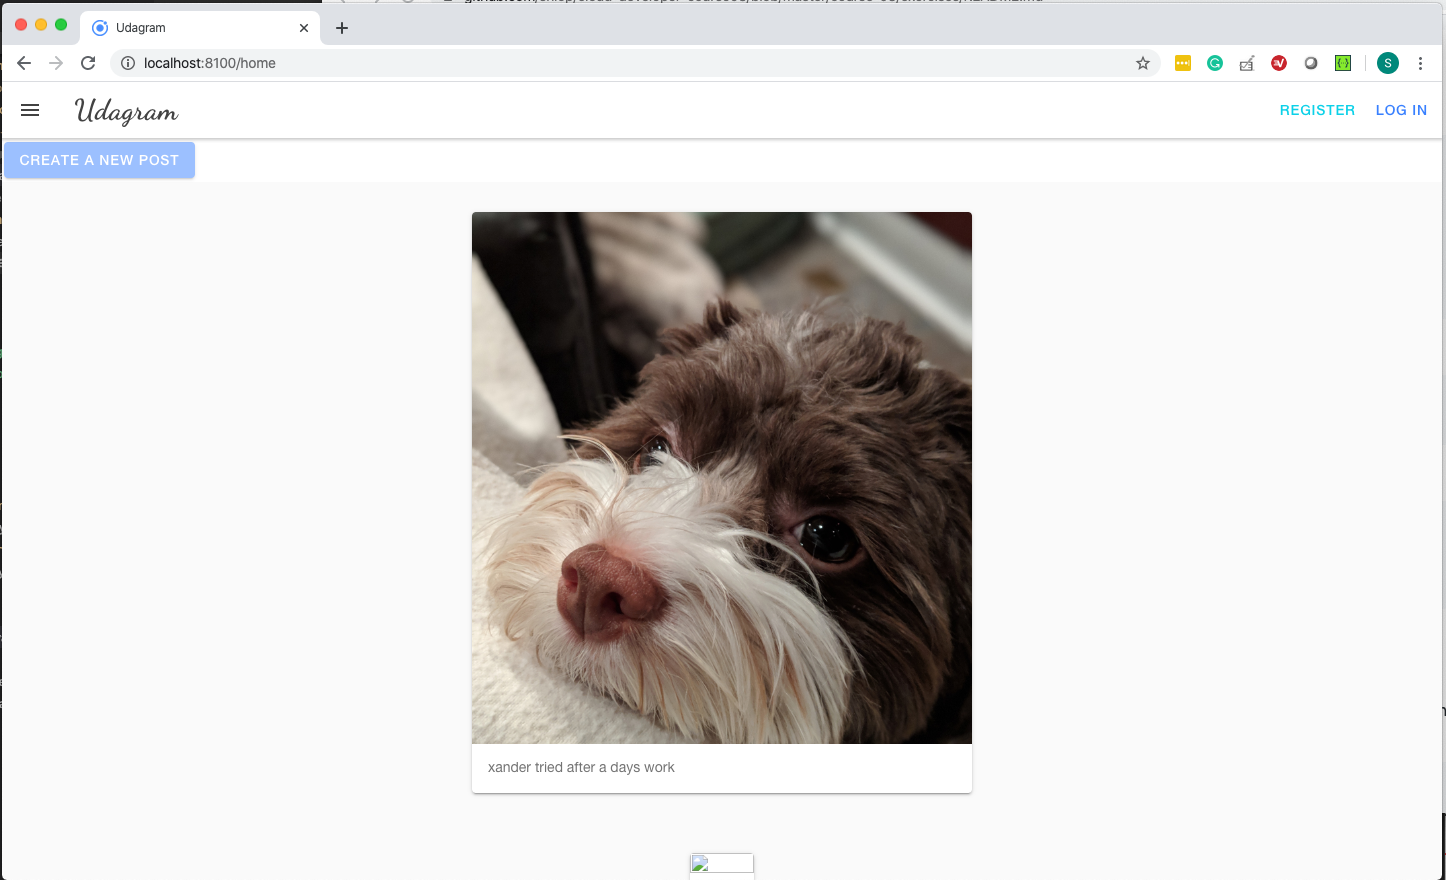 Udagram
localhost:8100/home
S
Udagram
REGISTER
LOG IN
CREATE A NEW POST
xander tried after a days work